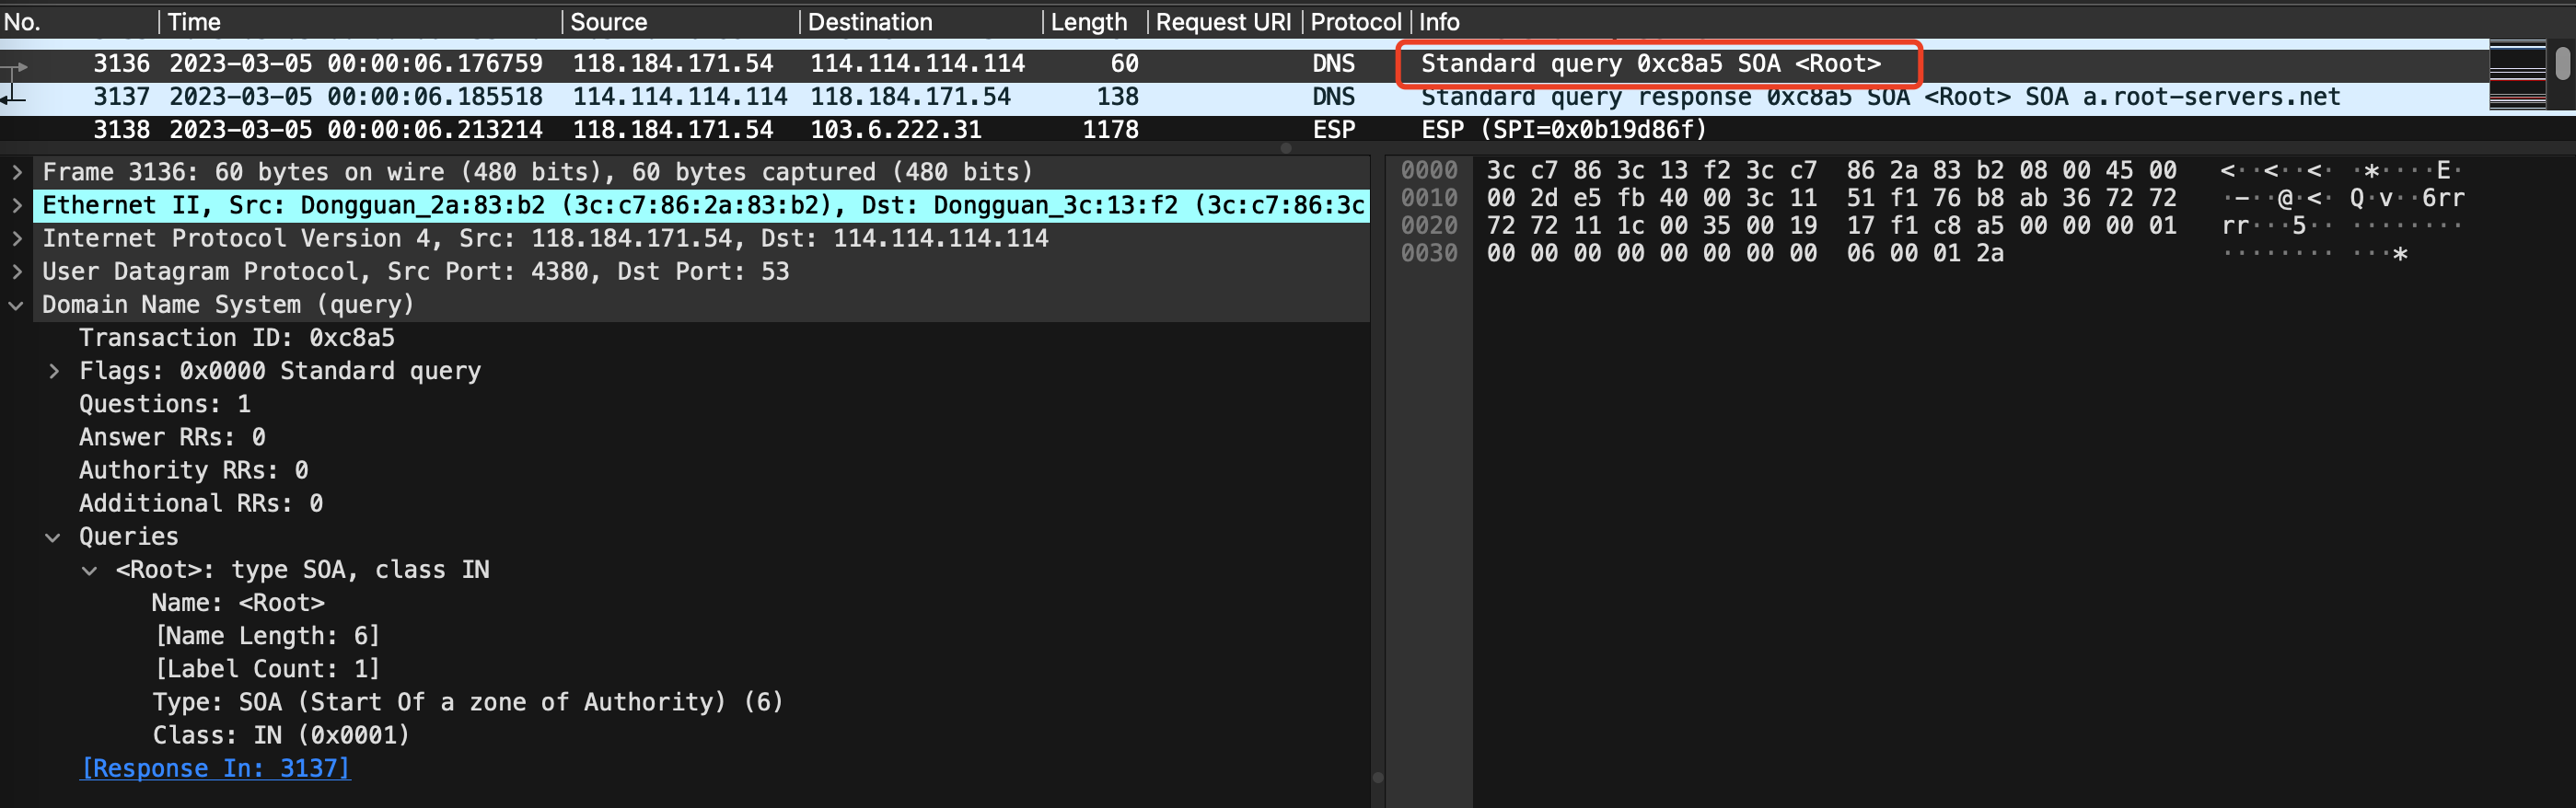 No. Time Source Destination Length Request URI Protocol Info
3136 2023-03-05 00:00:06.176759 118.184.171.54 114.114.114.114 60 DNS Standard query 0xc8a5 SOA <Root>
3137 2023-03-05 00:00:06.185518 114.114.114.114 118.184.171.54 138 DNS Standard query response 0xc8a5 SOA <Root> SOA a.root-servers.net
3138 2023-03-05 00:00:06.213214 118.184.171.54 103.6.222.31 1178 ESP ESP (SPI=0x0b19d86f)
Frame 3136: 60 bytes on wire (480 bits), 60 bytes captured (480 bits)
Ethernet II, Src: Dongguan_2a:83:b2 (3c:c7:86:2a:83:b2), Dst: Dongguan_3c:13:f2 (3c:c7:86:3c
Internet Protocol Version 4, Src: 118.184.171.54, Dst: 114.114.114.114
User Datagram Protocol, Src Port: 4380, Dst Port: 53
Domain Name System (query)
Transaction ID: 0xc8a5
Flags: 0x0000 Standard query
Questions: 1
Answer RRs: 0
Authority RRs: 0
Additional RRs: 0
Queries
<Root>: type SOA, class IN
Name: <Root>
[Name Length: 6]
[Label Count: 1]
Type: SOA (Start Of a zone of Authority) (6)
Class: IN (0x0001)
[Response In: 3137]
0000 3c c7 86 3c 13 f2 3c c7 86 2a 83 b2 08 00 45 00 <··<··<· ·*····E·
0010 00 2d e5 fb 40 00 3c 11 51 f1 76 b8 ab 36 72 72 ·-··@·<· Q·v··6rr
0020 72 72 11 1c 00 35 00 19 17 f1 c8 a5 00 00 00 01 rr···5·· ········
0030 00 00 00 00 00 00 00 00 06 00 01 2a ········ ···*